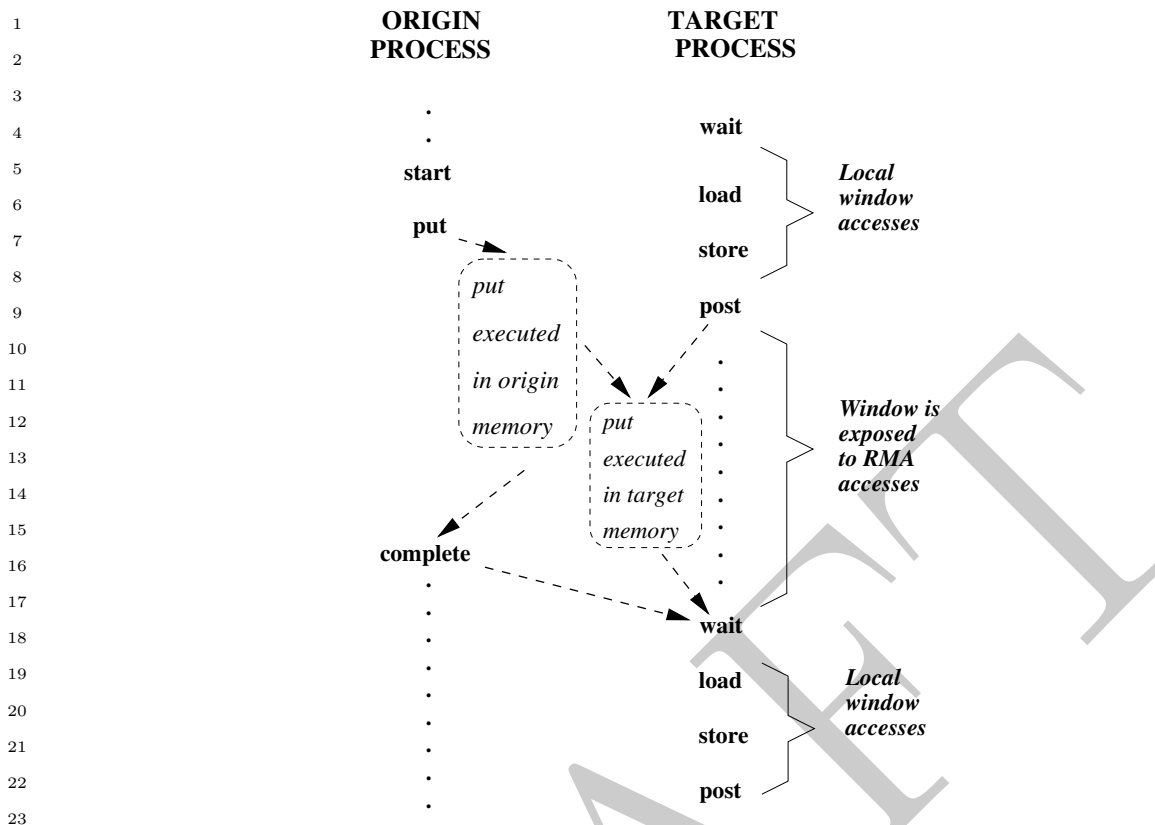 1
2
3
4
5
6
7
8
9
10
11
12
13
14
15
16
17
18
19
20
21
22
23
ORIGIN
PROCESS
start
put
put
executed
in origin
memory
complete
TARGET
PROCESS
wait
load
store
post
put
executed
in target
memory
wait
load
store
post
Local
window
accesses
Window is
exposed
to RMA
accesses
Local
window
accesses
AFT